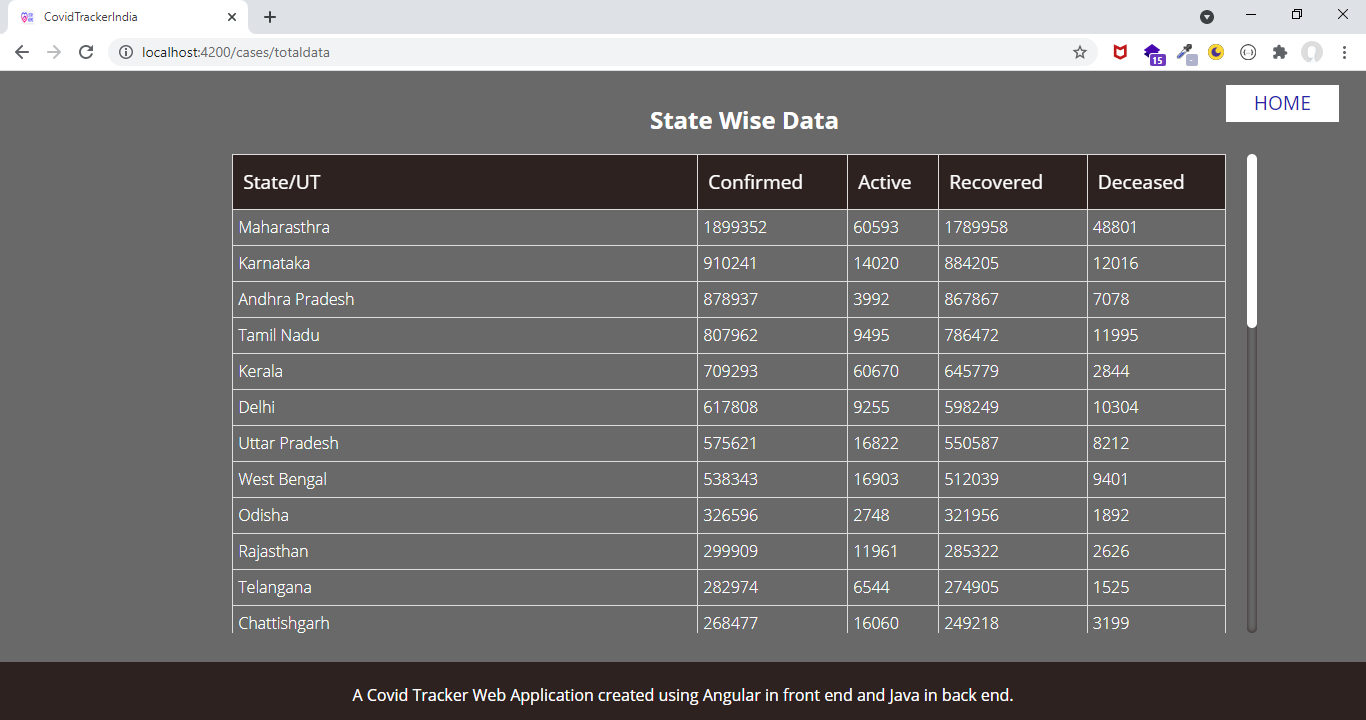 CovidTrackerIndia
localhost:4200/cases/totaldata
15
HOME
State Wise Data
State/UT Confirmed Active Recovered Deceased
Maharasthra 1899352 60593 1789958 48801
Karnataka 910241 14020 884205 12016
Andhra Pradesh 878937 3992 867867 7078
Tamil Nadu 807962 9495 786472 11995
Kerala 709293 60670 645779 2844
Delhi 617808 9255 598249 10304
Uttar Pradesh 575621 16822 550587 8212
West Bengal 538343 16903 512039 9401
Odisha 326596 2748 321956 1892
Rajasthan 299909 11961 285322 2626
Telangana 282974 6544 274905 1525
Chattishgarh 268477 16060 249218 3199
A Covid Tracker Web Application created using Angular in front end and Java in back end.